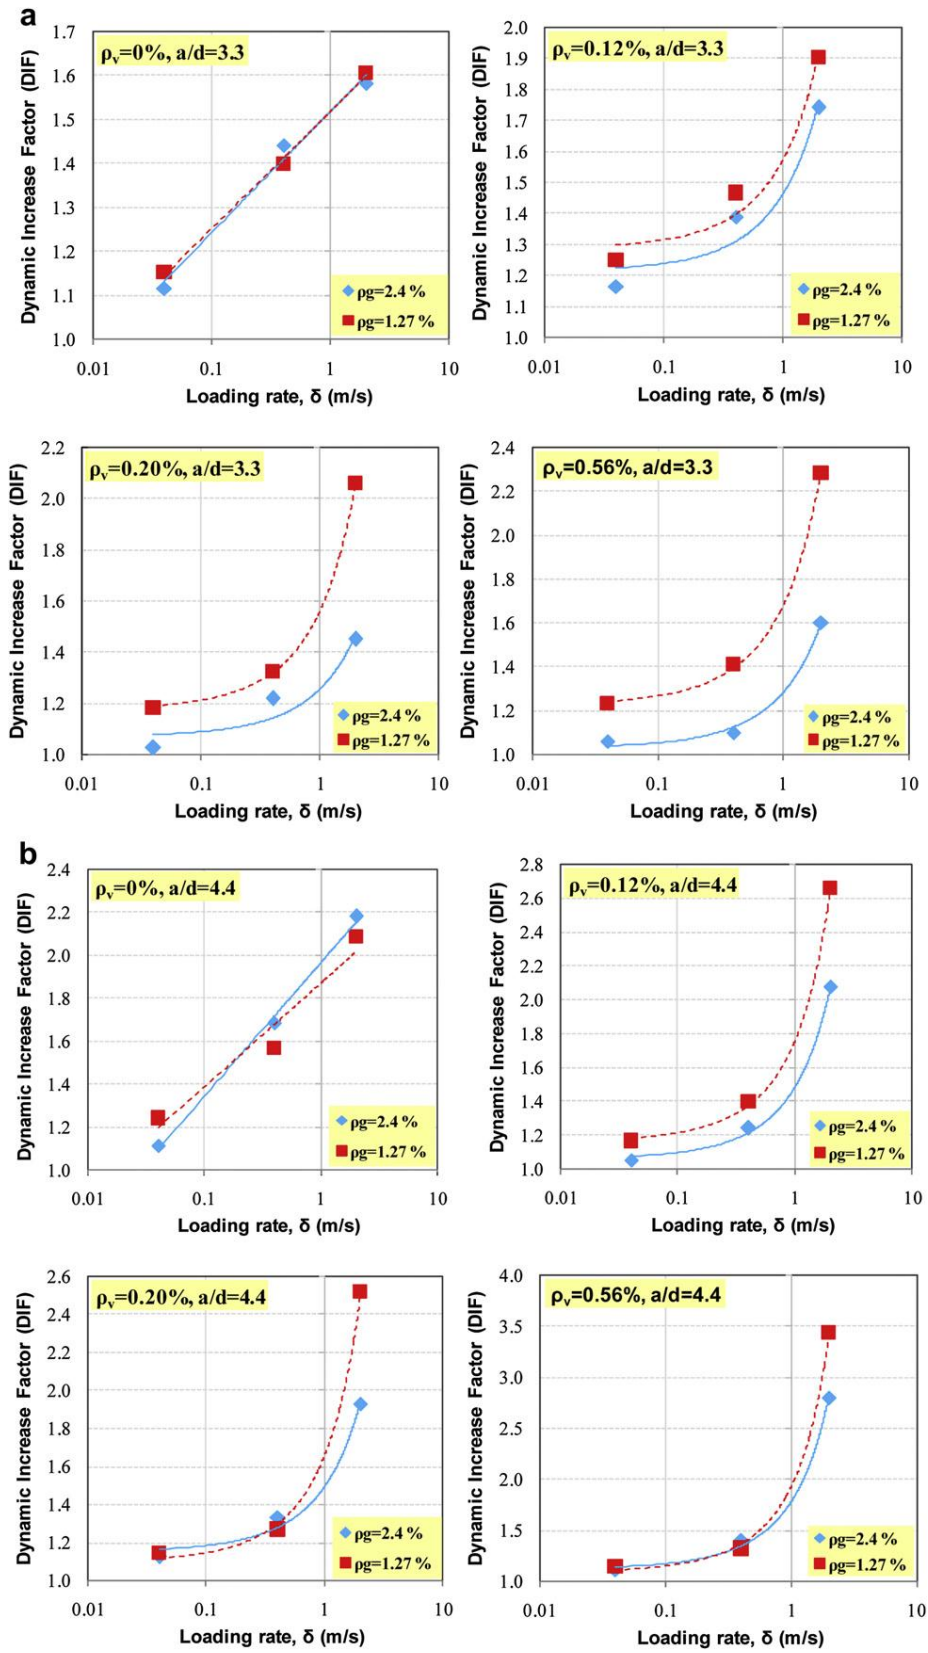 a
ρv=0%, a/d=3.3
1.7
1.6
1.5
1.4
1.3
1.2
1.1
1.0
0.01 0.1 1 10
Dynamic Increase Factor (DIF)
Loading rate, δ (m/s)
ρg=2.4 %
ρg=1.27 %
ρv=0.12%, a/d=3.3
2.0
1.9
1.8
1.7
1.6
1.5
1.4
1.3
1.2
1.1
1.0
0.01 0.1 1 10
Dynamic Increase Factor (DIF)
Loading rate, δ (m/s)
ρg=2.4 %
ρg=1.27 %
ρv=0.20%, a/d=3.3
2.2
2.0
1.8
1.6
1.4
1.2
1.0
0.01 0.1 1 10
Dynamic Increase Factor (DIF)
Loading rate, δ (m/s)
ρg=2.4 %
ρg=1.27 %
ρv=0.56%, a/d=3.3
2.4
2.2
2.0
1.8
1.6
1.4
1.2
1.0
0.01 0.1 1 10
Dynamic Increase Factor (DIF)
Loading rate, δ (m/s)
ρg=2.4 %
ρg=1.27 %
b
ρv=0%, a/d=4.4
2.4
2.2
2.0
1.8
1.6
1.4
1.2
1.0
0.01 0.1 1 10
Dynamic Increase Factor (DIF)
Loading rate, δ (m/s)
ρg=2.4 %
ρg=1.27 %
ρv=0.12%, a/d=4.4
2.8
2.6
2.4
2.2
2.0
1.8
1.6
1.4
1.2
1.0
0.01 0.1 1 10
Dynamic Increase Factor (DIF)
Loading rate, δ (m/s)
ρg=2.4 %
ρg=1.27 %
ρv=0.20%, a/d=4.4
2.6
2.4
2.2
2.0
1.8
1.6
1.4
1.2
1.0
0.01 0.1 1 10
Dynamic Increase Factor (DIF)
Loading rate, δ (m/s)
ρg=2.4 %
ρg=1.27 %
ρv=0.56%, a/d=4.4
4.0
3.5
3.0
2.5
2.0
1.5
1.0
0.01 0.1 1 10
Dynamic Increase Factor (DIF)
Loading rate, δ (m/s)
ρg=2.4 %
ρg=1.27 %